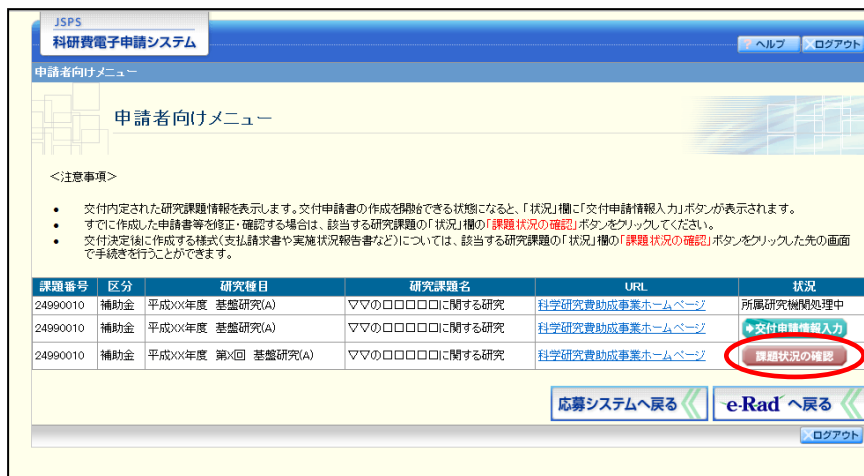 JSPS
科研費電子申請システム
? ヘルプ ×ログアウト
申請者向けメニュー
申請者向けメニュー
<注意事項>
• 交付内定された研究課題情報を表示します。交付申請書の作成を開始できる状態になると、「状況」欄に「交付申請情報入力」ボタンが表示されます。
• すでに作成した申請書等を修正・確認する場合は、該当する研究課題の「状況」欄の「課題状況の確認」ボタンをクリックしてください。
• 交付決定後に作成する様式(支払請求書や実施状況報告書など)については、該当する研究課題の「状況」欄の「課題状況の確認」ボタンをクリックした先の画面
で手続きを行うことができます。
課題番号 区分 研究種目 研究課題名 URL 状況
24990010 補助金 平成XX年度 基盤研究(A) ▽▽の□□□□□に関する研究 科学研究費助成事業ホームページ 所属研究機関処理中
24990010 補助金 平成XX年度 基盤研究(A) ▽▽の□□□□□に関する研究 科学研究費助成事業ホームページ 交付申請情報入力
24990010 補助金 平成XX年度 第X回 基盤研究(A) ▽▽の□□□□□に関する研究 科学研究費助成事業ホームページ 課題状況の確認
応募システムへ戻る e-Rad へ戻る
×ログアウト